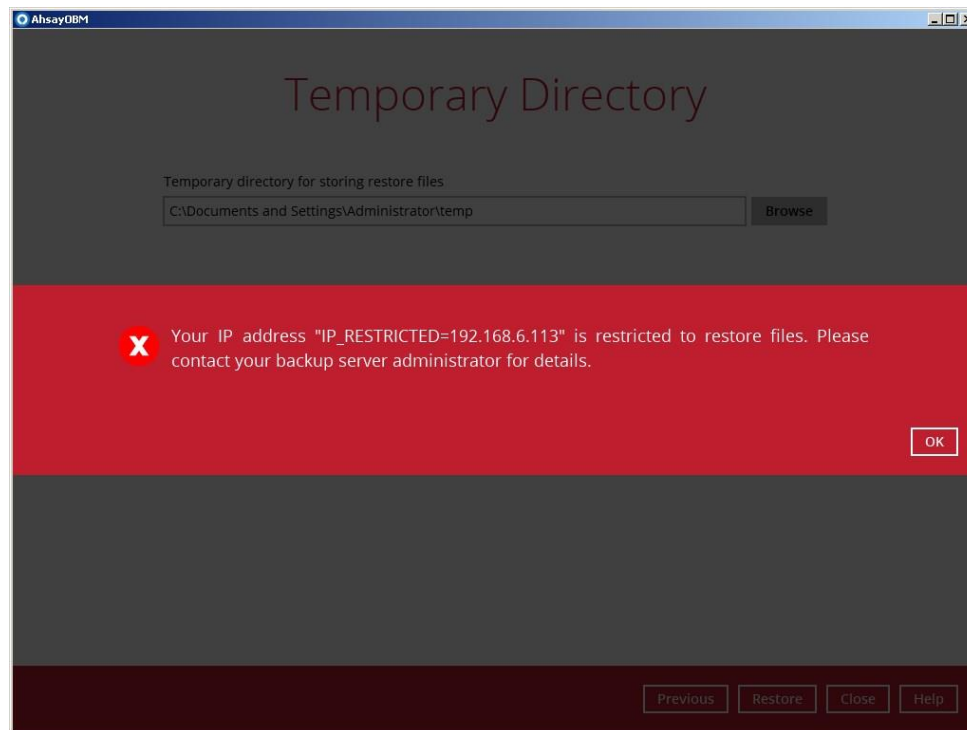 AhsayOBM
Temporary Directory
Temporary directory for storing restore files
C:\Documents and Settings\Administrator\temp
Browse
X
Your IP address "IP_RESTRICTED=192.168.6.113" is restricted to restore files. Please
contact your backup server administrator for details.
OK
Previous Restore Close Help